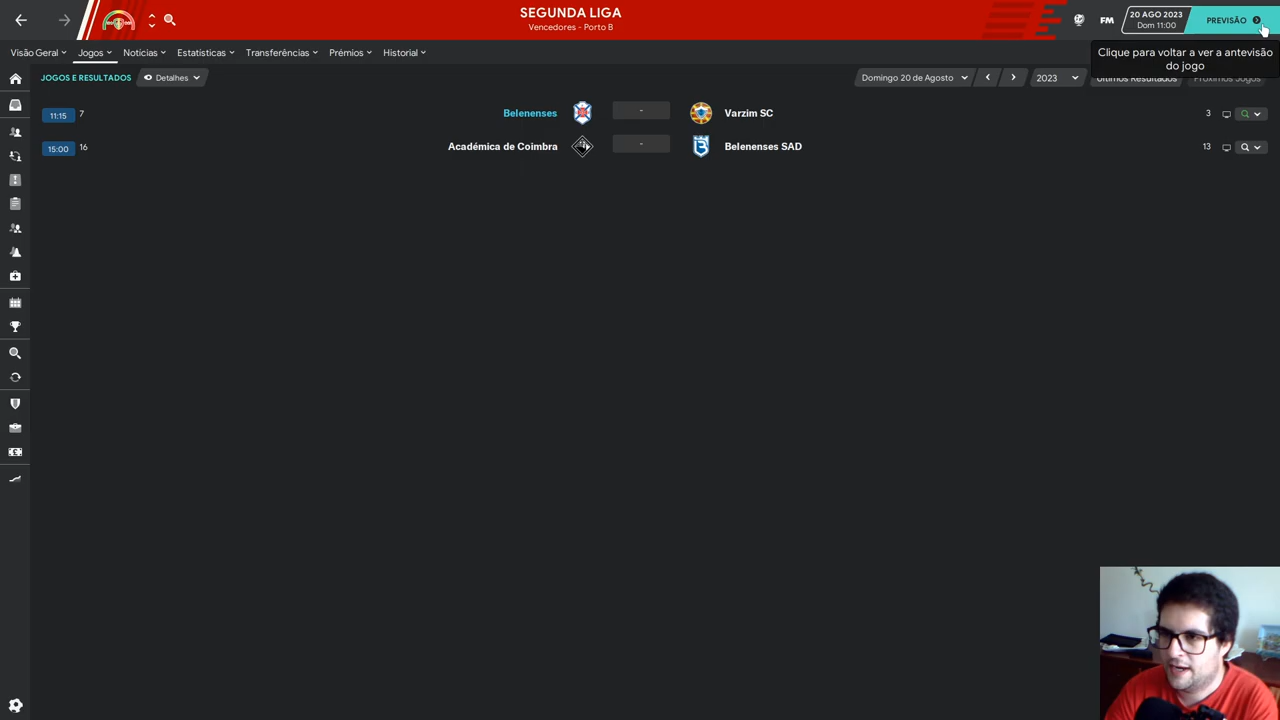 SEGUNDA LIGA
Vencedores - Porto B
FM
20 AGO 2023
Dom 11:00
PREVISÃO
Visão Geral
Jogos
Notícias
Estatísticas
Transferências
Prémios
Historial
Clique para voltar a ver a antevisão
do jogo
JOGOS E RESULTADOS
Detalhes
Domingo 20 de Agosto
2023
Últimos Resultados
Próximos Jogos
11:15 7 Belenenses - Varzim SC 3
15:00 16 Académica de Coimbra - Belenenses SAD 13